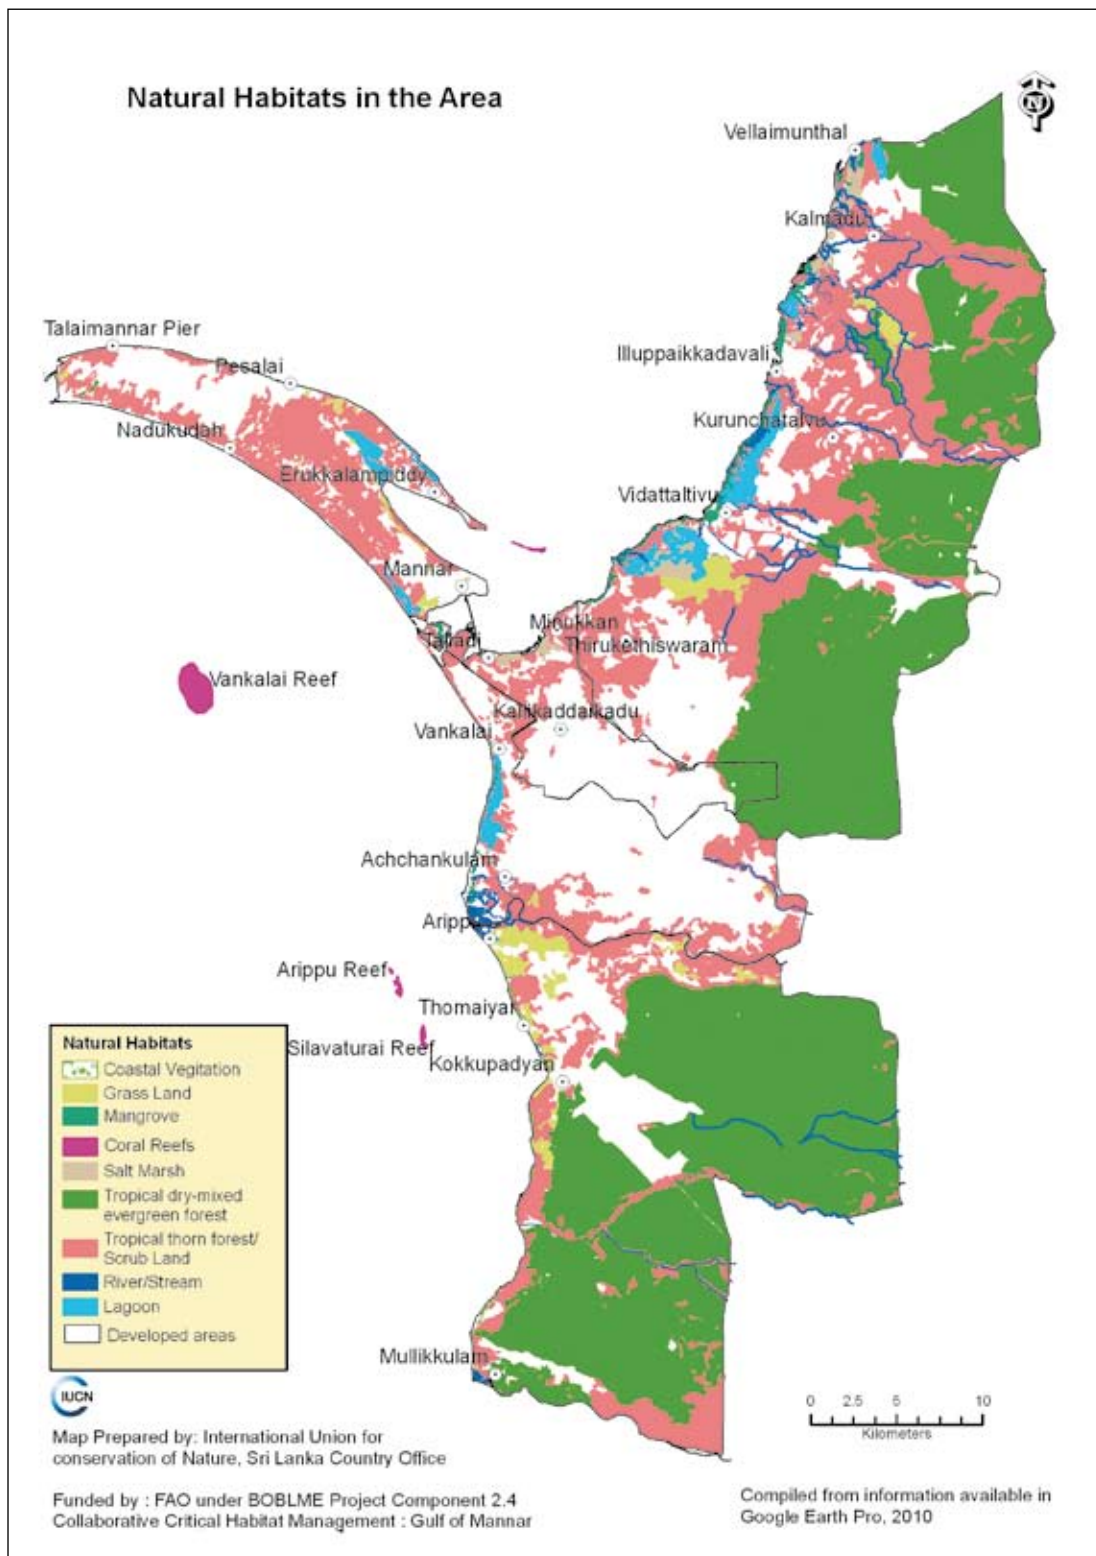 Natural Habitats in the Area
N
Vellaimunthal
Kalmadu
Talaimannar Pier
Pesalai
Illuppaikkadavali
Nadukudah
Kurunchatalvu
Erukkalampiddy
Vidattaltivu
Mannar
Minukkan
Talladi
Thirukethiswaram
Vankalai Reef
Kallikaddaikadu
Vankalai
Achchankulam
Arippu
Arippu Reef
Thomaiyar
Silavaturai Reef
Kokkupadyan
Mullikkulam
Natural Habitats
Coastal Vegitation
Grass Land
Mangrove
Coral Reefs
Salt Marsh
Tropical dry-mixed
evergreen forest
Tropical thorn forest/
Scrub Land
River/Stream
Lagoon
Developed areas
IUCN
0 2.5 5 10
Kilometers
Map Prepared by: International Union for
conservation of Nature, Sri Lanka Country Office
Funded by : FAO under BOBLME Project Component 2.4
Collaborative Critical Habitat Management : Gulf of Mannar
Compiled from information available in
Google Earth Pro, 2010